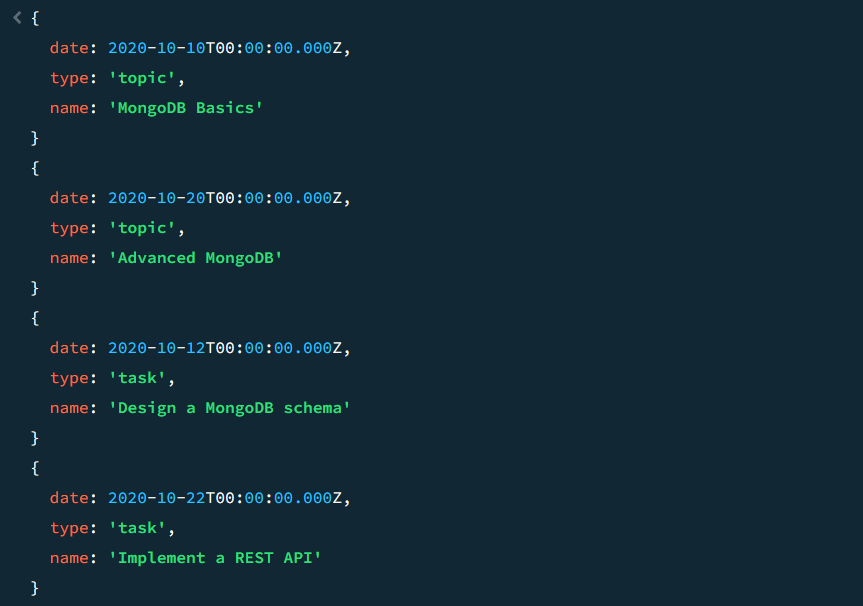 {
date: 2020-10-10T00:00:00.000Z,
type: 'topic',
name: 'MongoDB Basics'
}
{
date: 2020-10-20T00:00:00.000Z,
type: 'topic',
name: 'Advanced MongoDB'
}
{
date: 2020-10-12T00:00:00.000Z,
type: 'task',
name: 'Design a MongoDB schema'
}
{
date: 2020-10-22T00:00:00.000Z,
type: 'task',
name: 'Implement a REST API'
}